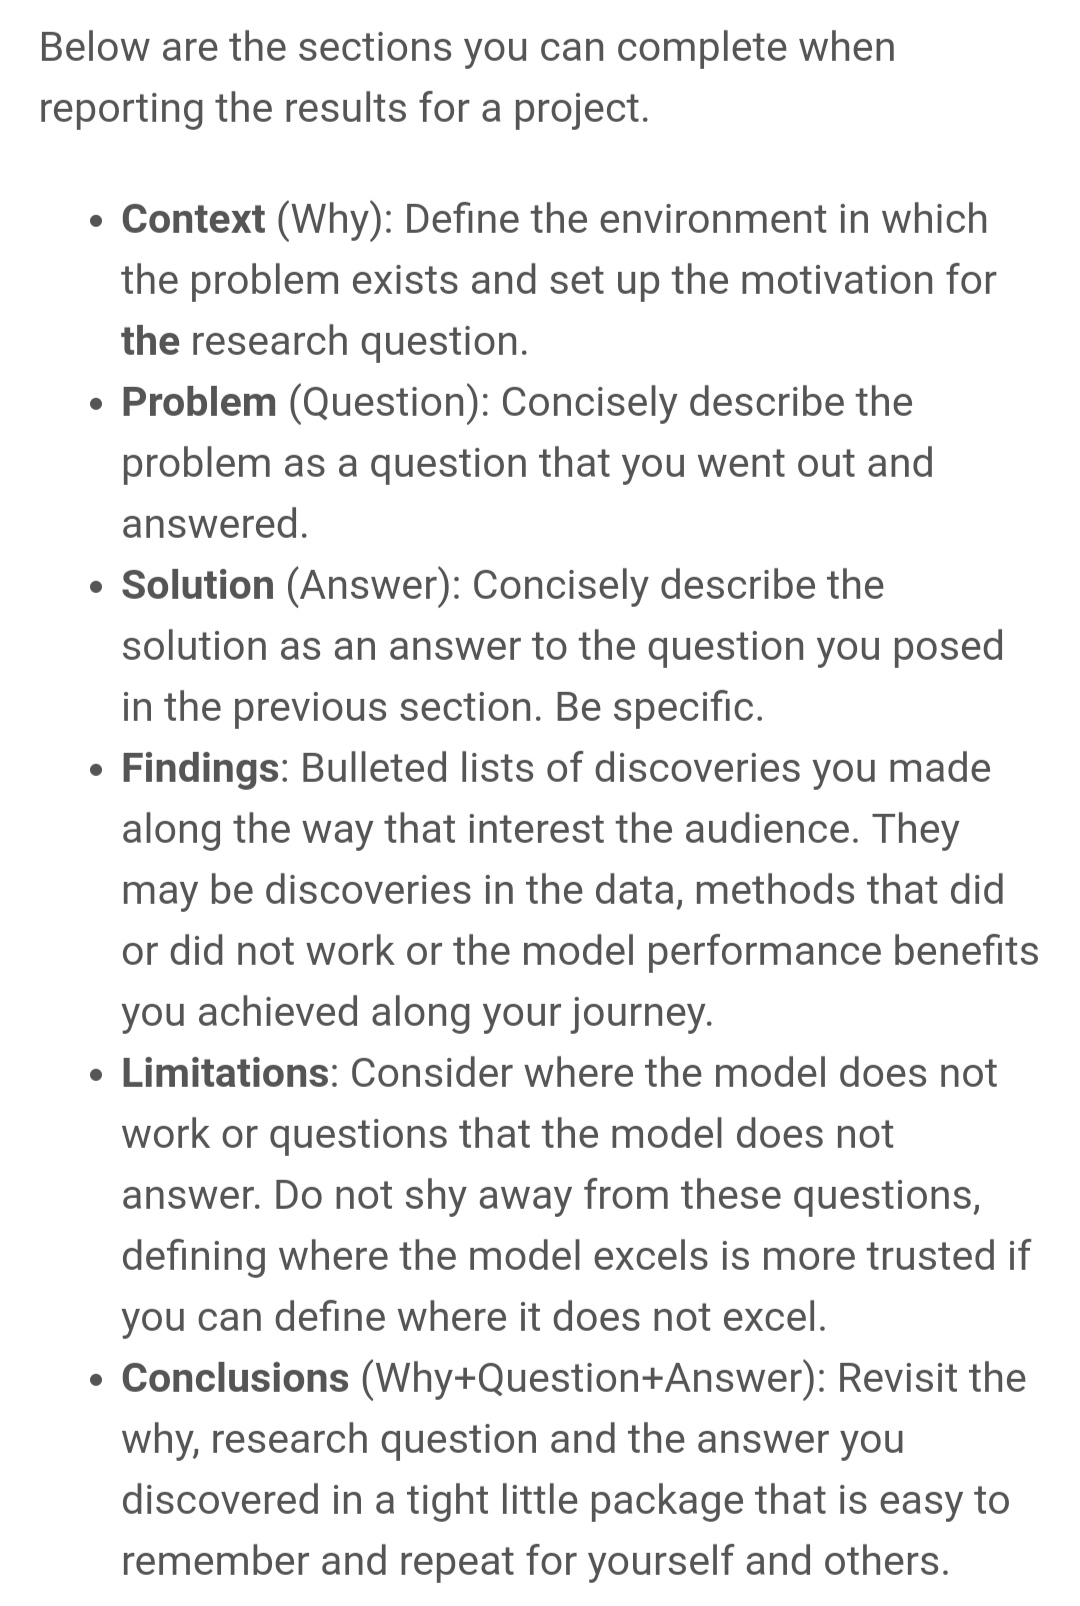 Below are the sections you can complete when
reporting the results for a project.
• Context (Why): Define the environment in which
the problem exists and set up the motivation for
the research question.
• Problem (Question): Concisely describe the
problem as a question that you went out and
answered.
• Solution (Answer): Concisely describe the
solution as an answer to the question you posed
in the previous section. Be specific.
• Findings: Bulleted lists of discoveries you made
along the way that interest the audience. They
may be discoveries in the data, methods that did
or did not work or the model performance benefits
you achieved along your journey.
• Limitations: Consider where the model does not
work or questions that the model does not
answer. Do not shy away from these questions,
defining where the model excels is more trusted if
you can define where it does not excel.
• Conclusions (Why+Question+Answer): Revisit the
why, research question and the answer you
discovered in a tight little package that is easy to
remember and repeat for yourself and others.